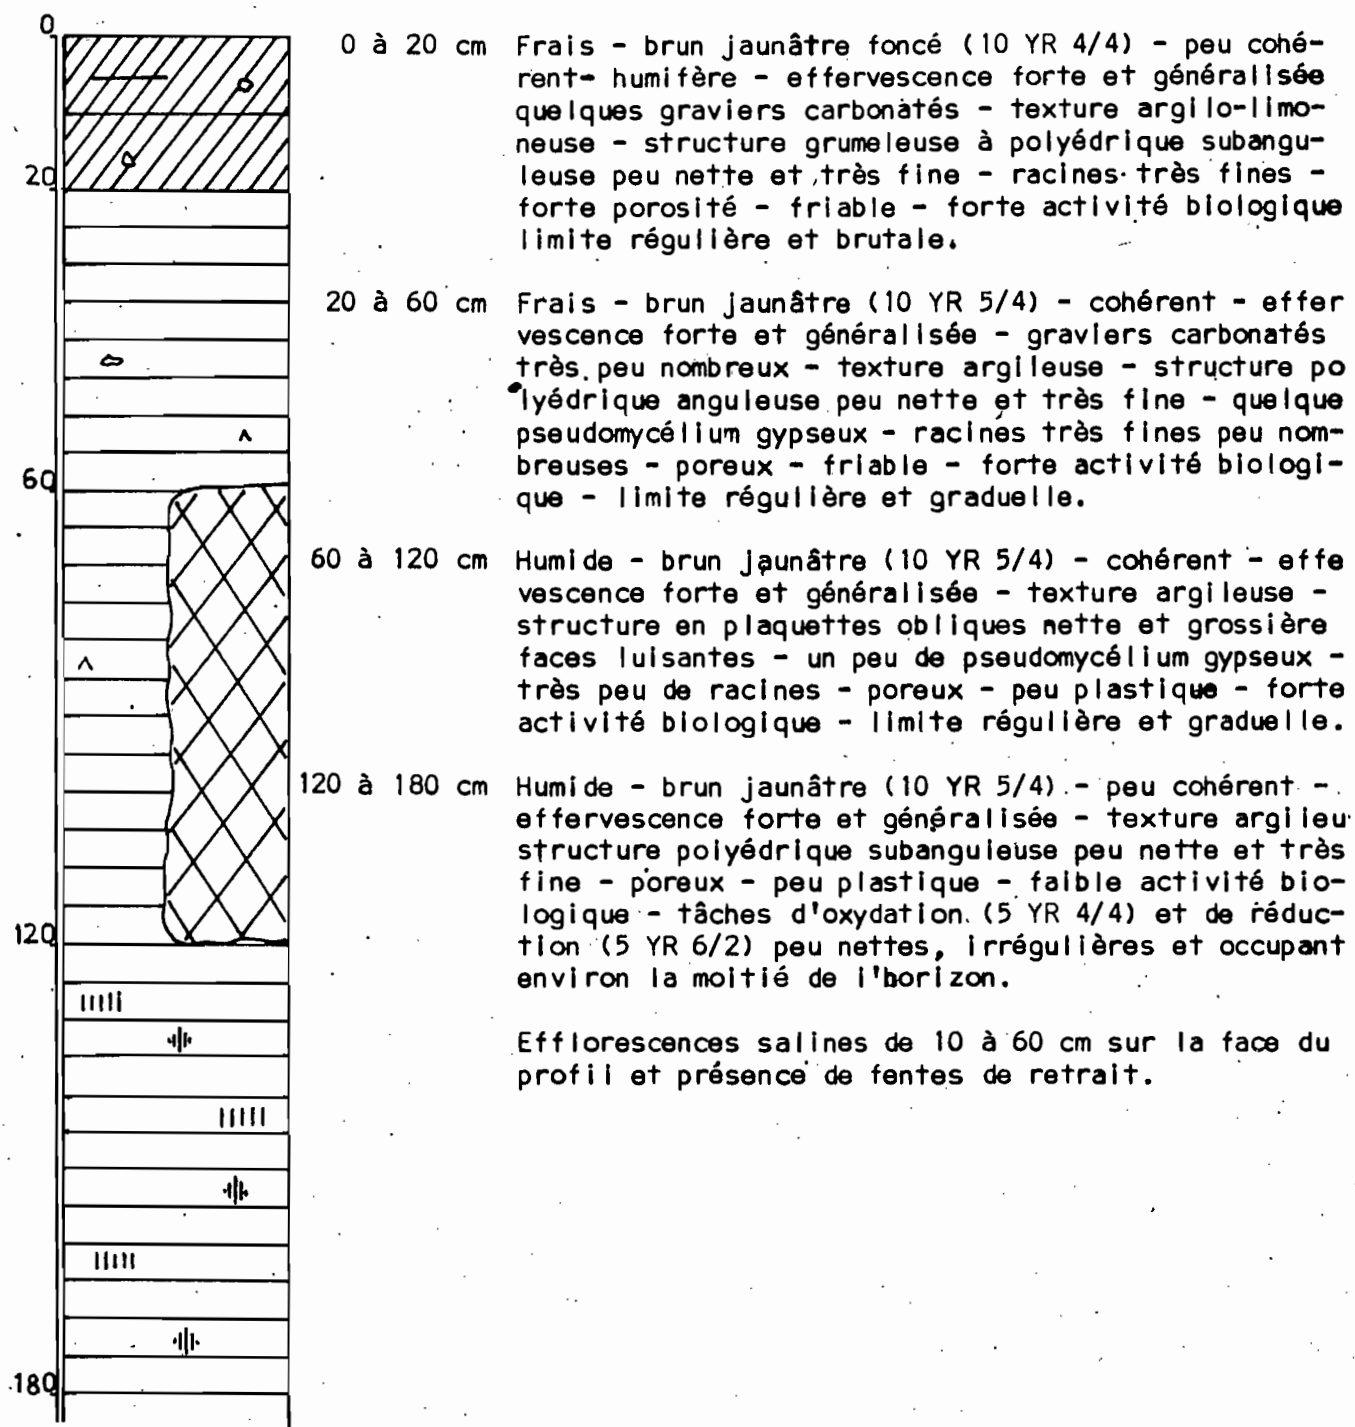 0
0 à 20 cm Frais - brun jaunâtre foncé (10 YR 4/4) - peu cohé-
rent- humifère - effervescence forte et généralisée
quelques graviers carbonatés - texture argilo-limo-
neuse - structure grumeleuse à polyédrique subangu-
20
leuse peu nette et très fine - racines très fines -
forte porosité - friable - forte activité biologique
limite régulière et brutale.
20 à 60 cm Frais - brun jaunâtre (10 YR 5/4) - cohérent - effer
vescence forte et généralisée - graviers carbonatés
très peu nombreux - texture argileuse - structure po
lyédrique anguleuse peu nette et très fine - quelque
pseudomycélium gypseux - racines très fines peu nom-
breuses - poreux - friable - forte activité biologi-
60
que - limite régulière et graduelle.
60 à 120 cm Humide - brun jaunâtre (10 YR 5/4) - cohérent - effe
vescence forte et généralisée - texture argileuse -
structure en plaquettes obliques nette et grossière
faces luisantes - un peu de pseudomycélium gypseux -
très peu de racines - poreux - peu plastique - forte
activité biologique - limite régulière et graduelle.
120 à 180 cm Humide - brun jaunâtre (10 YR 5/4) - peu cohérent -
effervescence forte et généralisée - texture argileu
structure polyédrique subanguleuse peu nette et très
fine - poreux - peu plastique - faible activité bio-
logique - tâches d'oxydation (5 YR 4/4) et de réduc-
120
tion (5 YR 6/2) peu nettes, irrégulières et occupant
environ la moitié de l'horizon.
Efflorescences salines de 10 à 60 cm sur la face du
profil et présence de fentes de retrait.
180